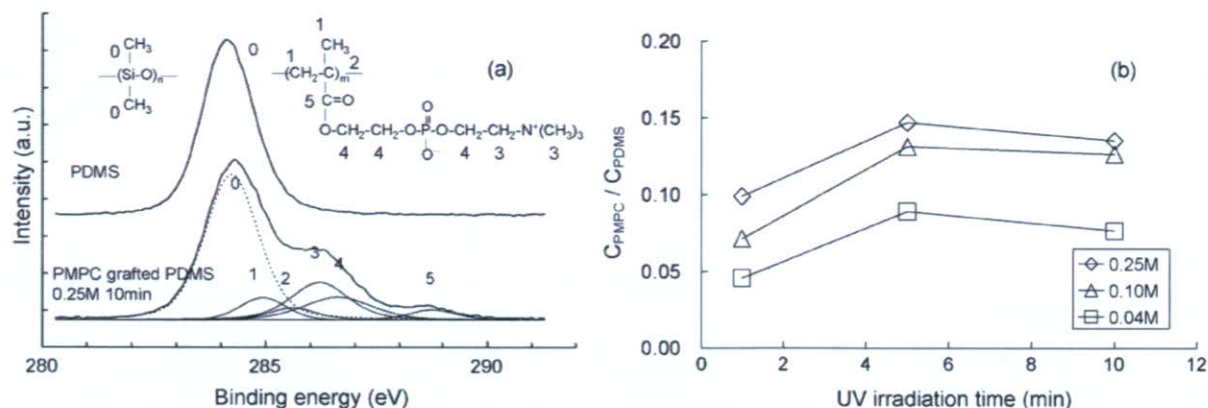 (a)
0
0 CH₃
(Si-O)ₙ
0 CH₃
1
CH₃
1
2
(CH₂-C)ₘ
5 C=O
O
O-CH₂-CH₂-O-P-O-CH₂-CH₂-N⁺(CH₃)₃
O⁻
4 4 4 3 3
PDMS
0
3
4
1
2
5
PMPC grafted PDMS
0.25M 10min
Intensity (a.u.)
280 285 290
Binding energy (eV)
(b)
0.20
0.15
0.10
0.05
0.00
C_PMPC / C_PDMS
0.25M
0.10M
0.04M
0 2 4 6 8 10 12
UV irradiation time (min)